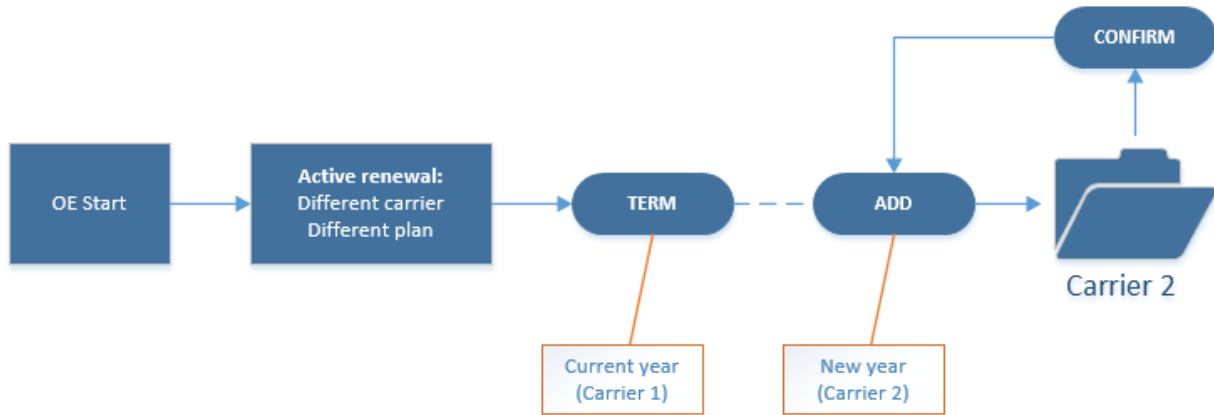 CONFIRM
OE Start
Active renewal:
Different carrier
Different plan
TERM
ADD
Carrier 2
Current year
(Carrier 1)
New year
(Carrier 2)